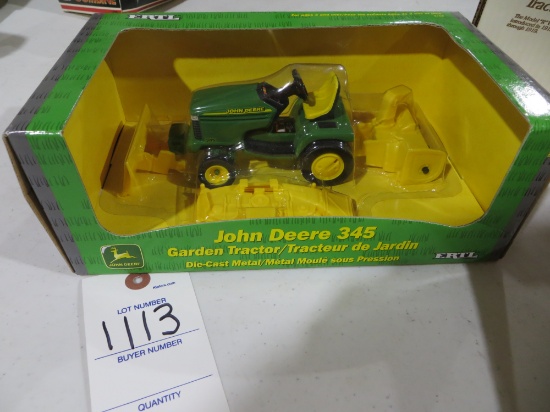 ERTL
JOHN DEERE
John Deere 345
Garden Tractor/Tracteur de Jardin
Die-Cast Metal/Métal Moulé sous Pression
ERTL
JOHN DEERE
LOT NUMBER
1113
BUYER NUMBER
QUANTITY